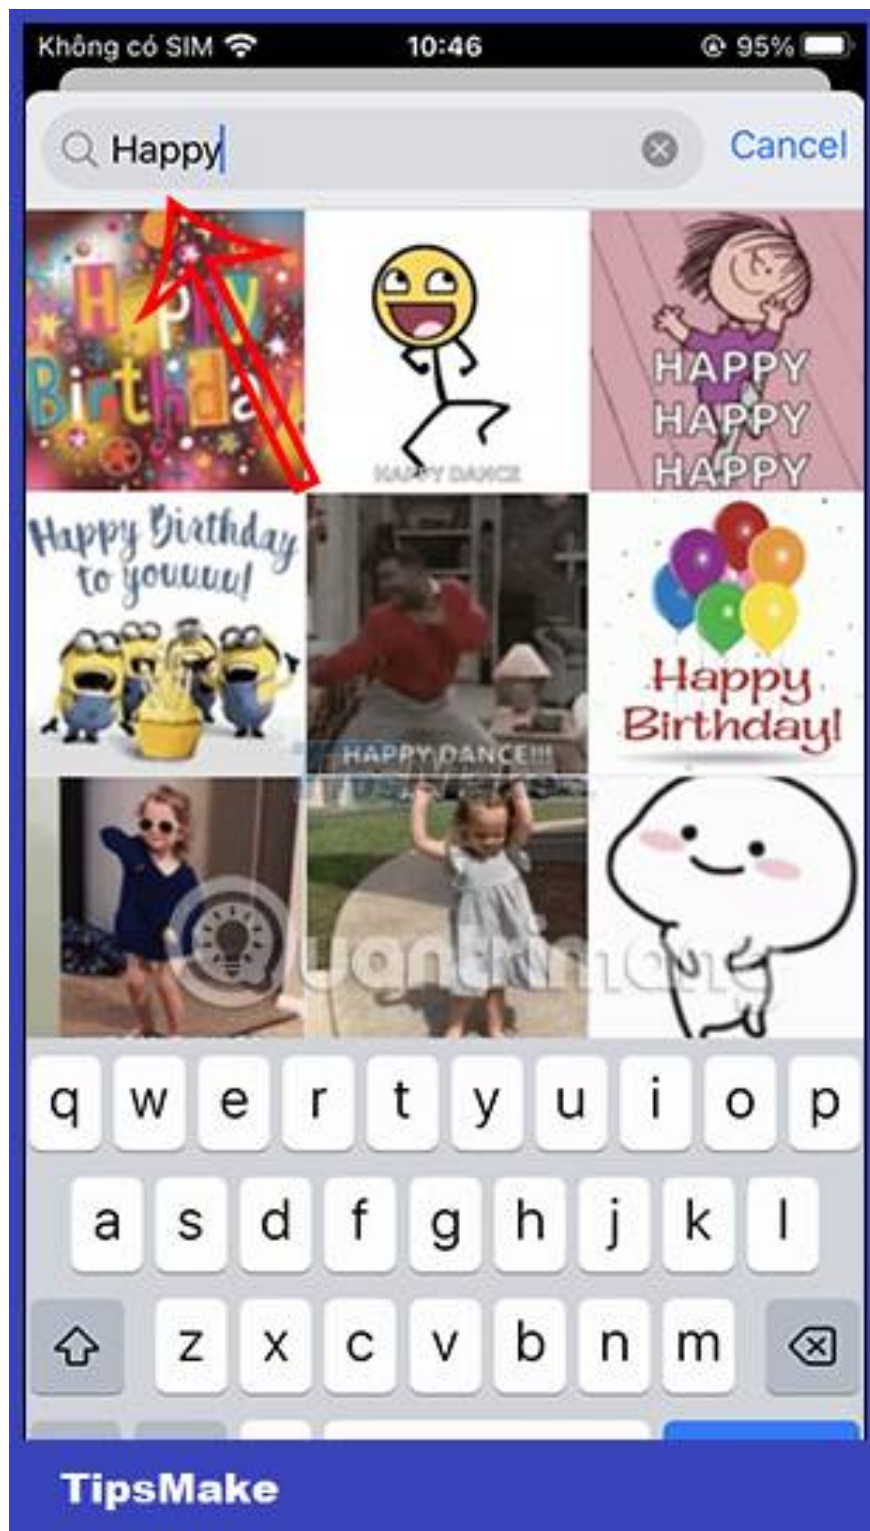 Không có SIM
10:46
95%
Happy
Cancel
Happy
Birthday
HAPPY DANCE
HAPPY
HAPPY
HAPPY
Happy Birthday
to youuuu!
HAPPY DANCE!!!
Happy
Birthday!
uantrimang
q w e r t y u i o p
a s d f g h j k l
z x c v b n m
TipsMake